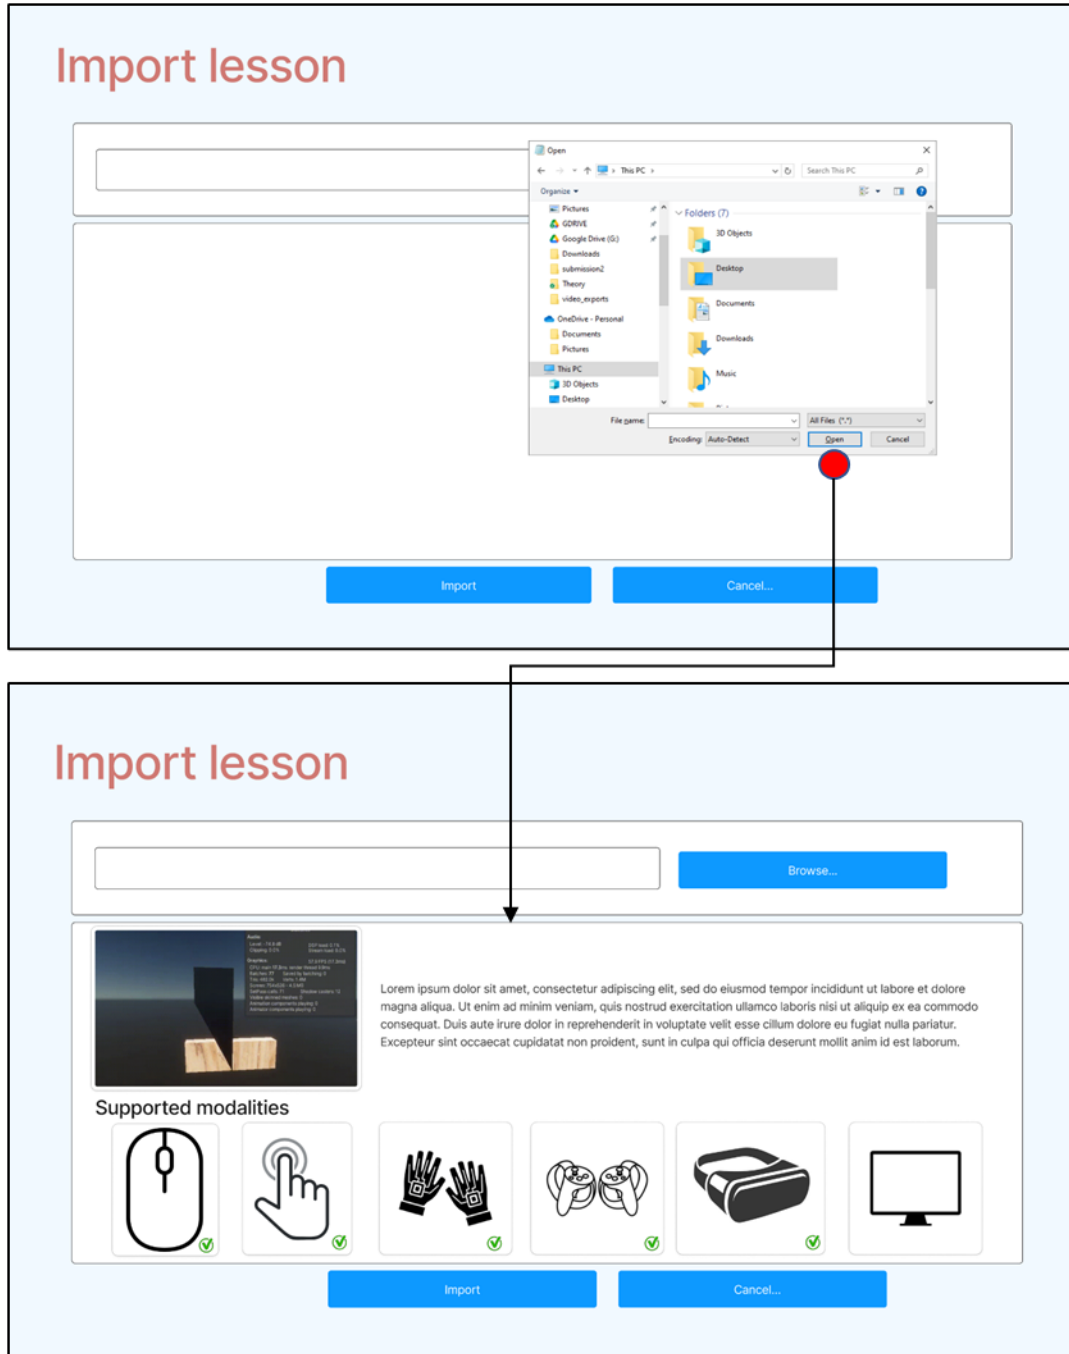 Import lesson
Open
This PC
Search This PC
Organize
Pictures
GDRIVE
Google Drive (G:)
Downloads
submission2
Theory
video_exports
OneDrive - Personal
Documents
Pictures
This PC
3D Objects
Desktop
Folders (7)
3D Objects
Desktop
Documents
Downloads
Music
File name:
All Files (*.*)
Encoding: Auto-Detect
Open
Cancel
Import
Cancel...
Import lesson
Browse...
Audio:
Graphics:
Lorem ipsum dolor sit amet, consectetur adipiscing elit, sed do eiusmod tempor incididunt ut labore et dolore
magna aliqua. Ut enim ad minim veniam, quis nostrud exercitation ullamco laboris nisi ut aliquip ex ea commodo
consequat. Duis aute irure dolor in reprehenderit in voluptate velit esse cillum dolore eu fugiat nulla pariatur.
Excepteur sint occaecat cupidatat non proident, sunt in culpa qui officia deserunt mollit anim id est laborum.
Supported modalities
Import
Cancel...